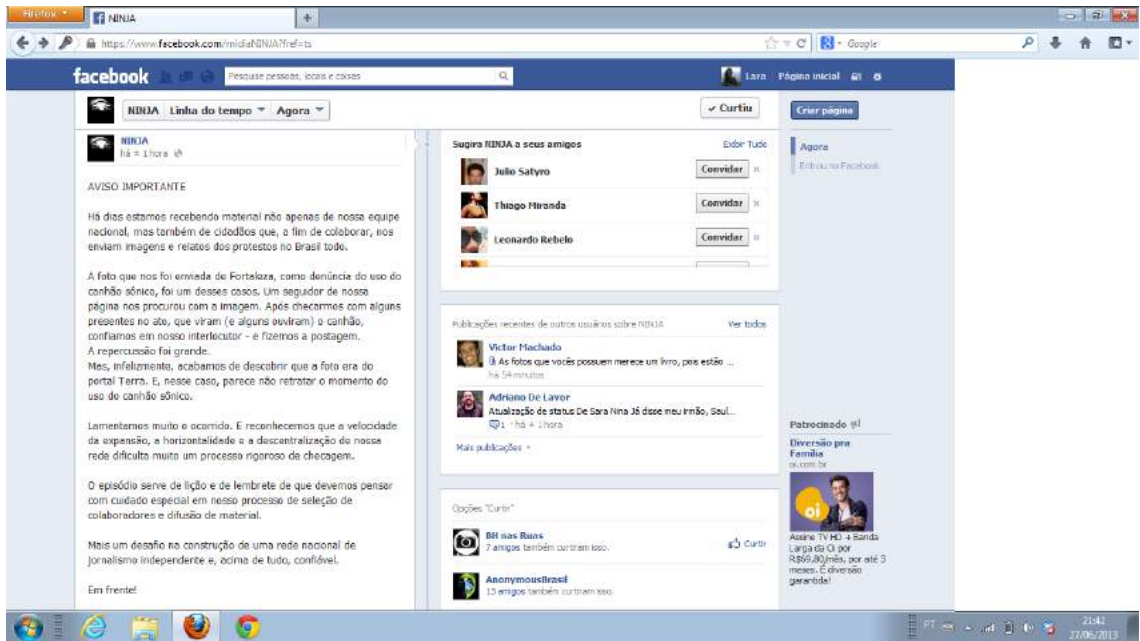 Firefox
NINJA
https://www.facebook.com/midiaNINJA?fref=ts
Google
facebook
Pesquise pessoas, locais e coisas
Lara
Página inicial
NINJA
Linha do tempo
Agora
Curtiu
Criar página
NINJA
há ± 1 hora
AVISO IMPORTANTE
Há dias estamos recebendo material não apenas de nossa equipe
nacional, mas também de cidadãos que, a fim de colaborar, nos
enviam imagens e relatos dos protestos no Brasil todo.
A foto que nos foi enviada de Fortaleza, como denúncia do uso do
canhão sônico, foi um desses casos. Um seguidor de nossa
página nos procurou com a imagem. Após checarmos com alguns
presentes no ato, que viram (e alguns ouviram) o canhão,
confiamos em nosso interlocutor - e fizemos a postagem.
A repercussão foi grande.
Mas, infelizmente, acabamos de descobrir que a foto era do
portal Terra. E, nesse caso, parece não retratar o momento do
uso do canhão sônico.
Lamentamos muito o ocorrido. E reconhecemos que a velocidade
da expansão, a horizontalidade e a descentralização de nossa
rede dificulta muito um processo rigoroso de checagem.
O episódio serve de lição e de lembrete de que devemos pensar
com cuidado especial em nosso processo de seleção de
colaboradores e difusão de material.
Mais um desafio na construção de uma rede nacional de
jornalismo independente e, acima de tudo, confiável.
Em frente!
Sugira NINJA a seus amigos
Exibir Tudo
Julio Satyro
Convidar
Thiago Miranda
Convidar
Leonardo Rebelo
Convidar
Publicações recentes de outros usuários sobre NINJA
Ver todos
Victor Machado
As fotos que vocês possuem merece um livro, pois estão ...
há 54 minutos
Adriano De Lavor
Atualização de status De Sara Nina Já disse meu irmão, Saul...
1 · há ± 1 hora
Mais publicações
Opções "Curtir"
BH nas Ruas
7 amigos também curtiram isso.
Curtir
AnonymousBrasil
13 amigos também curtiram isso.
Agora
Entrou no Facebook
Patrocinado
Diversão pra
Família
oi.com.br
oi
Assine TV HD + Banda
Larga da Oi por
R$69,80/mês, por até 3
meses. É diversão
garantida!
PT
21:42
27/06/2013